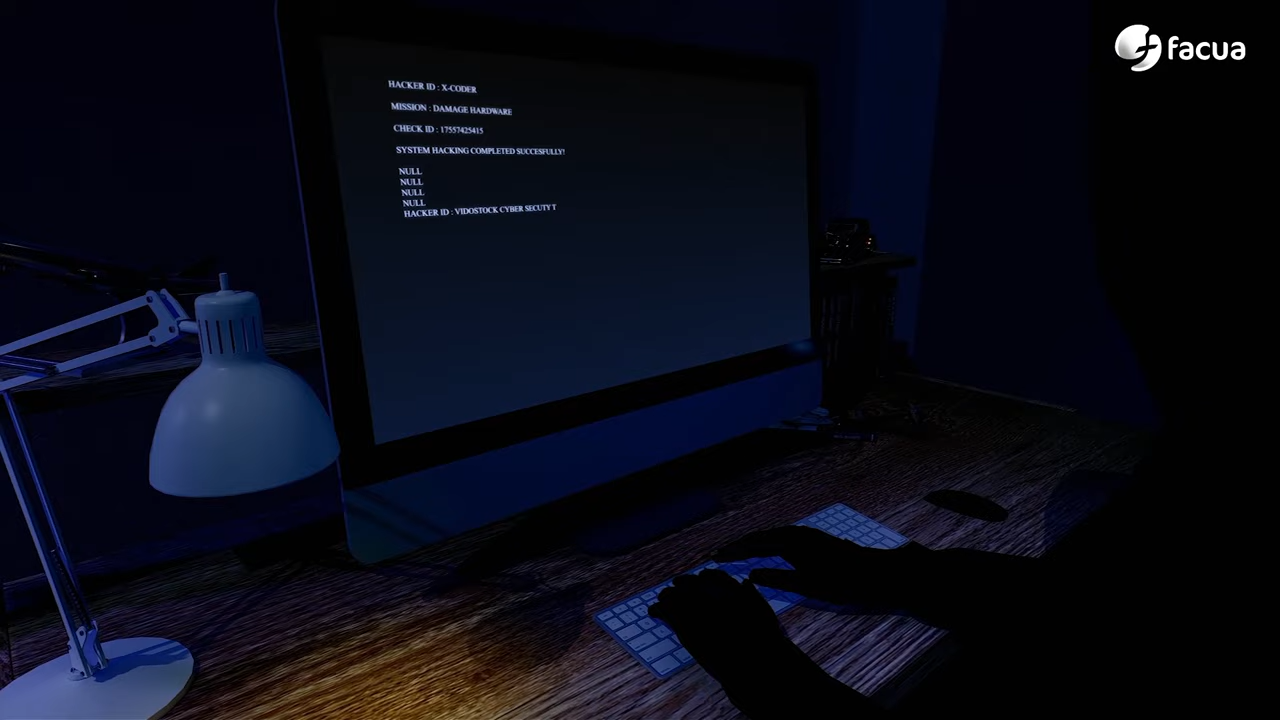 facua
HACKER ID : X-CODER
MISSION : DAMAGE HARDWARE
CHECK ID : 17557425415
SYSTEM HACKING COMPLETED SUCCESFULLY!
NULL
NULL
NULL
NULL
HACKER ID : VIDOSTOCK CYBER SECUTY T